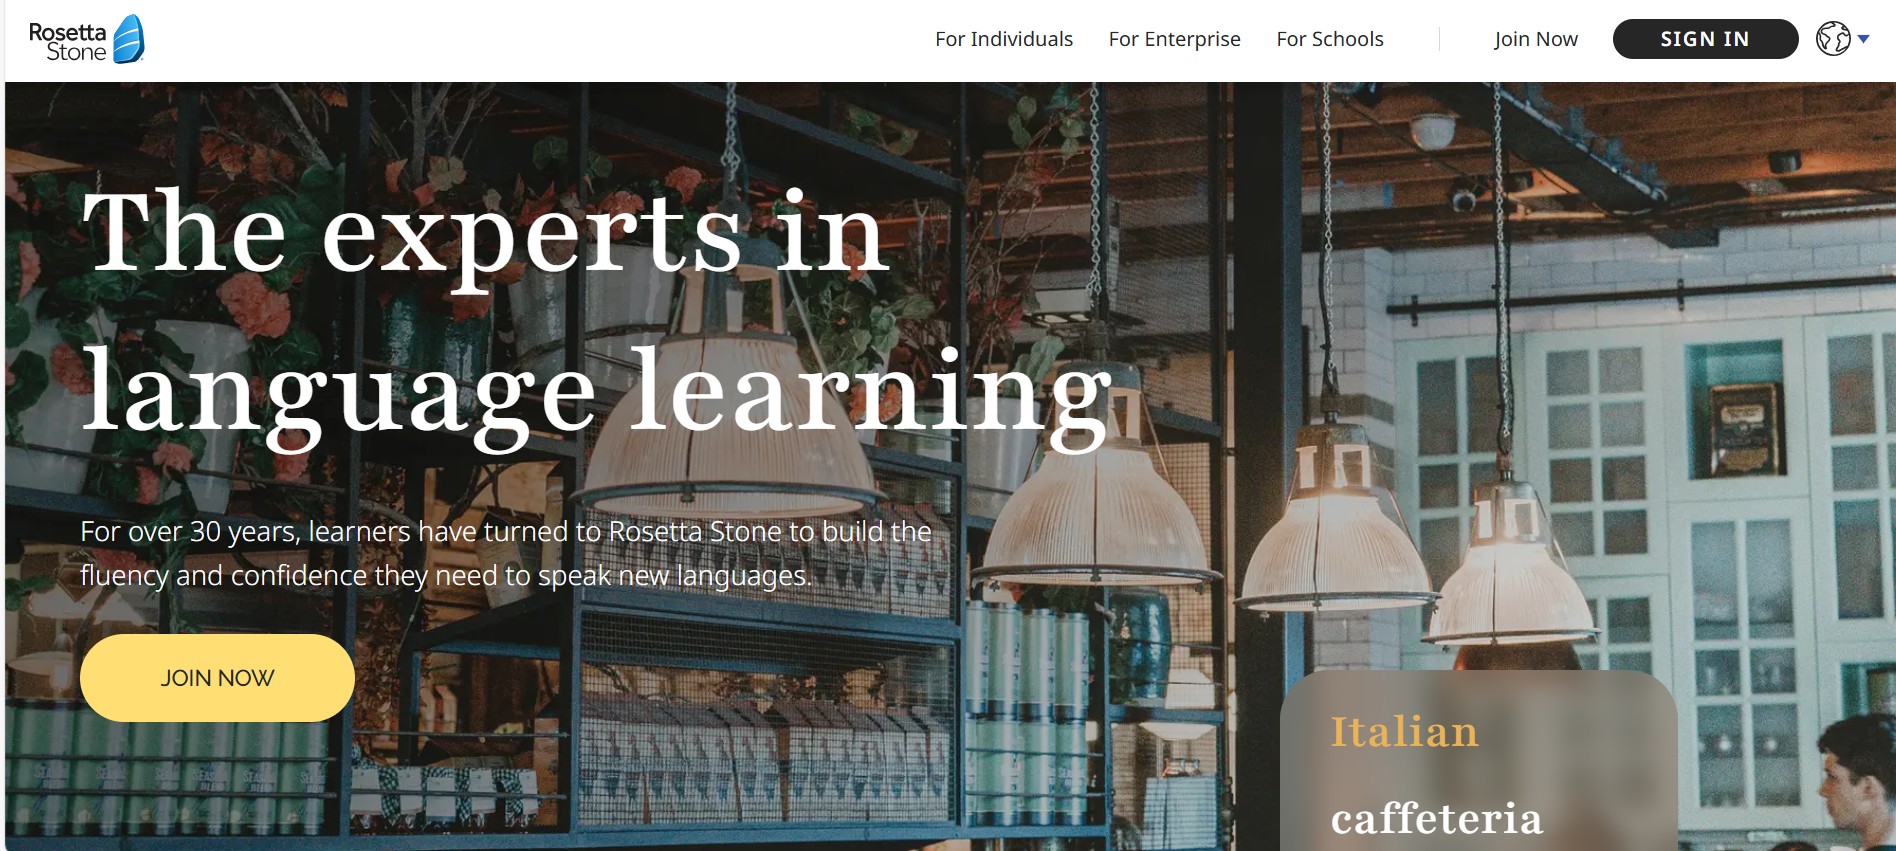 Rosetta
Stone
For Individuals
For Enterprise
For Schools
Join Now
SIGN IN
The experts in
language learning
For over 30 years, learners have turned to Rosetta Stone to build the
fluency and confidence they need to speak new languages.
JOIN NOW
Italian
caffeteria